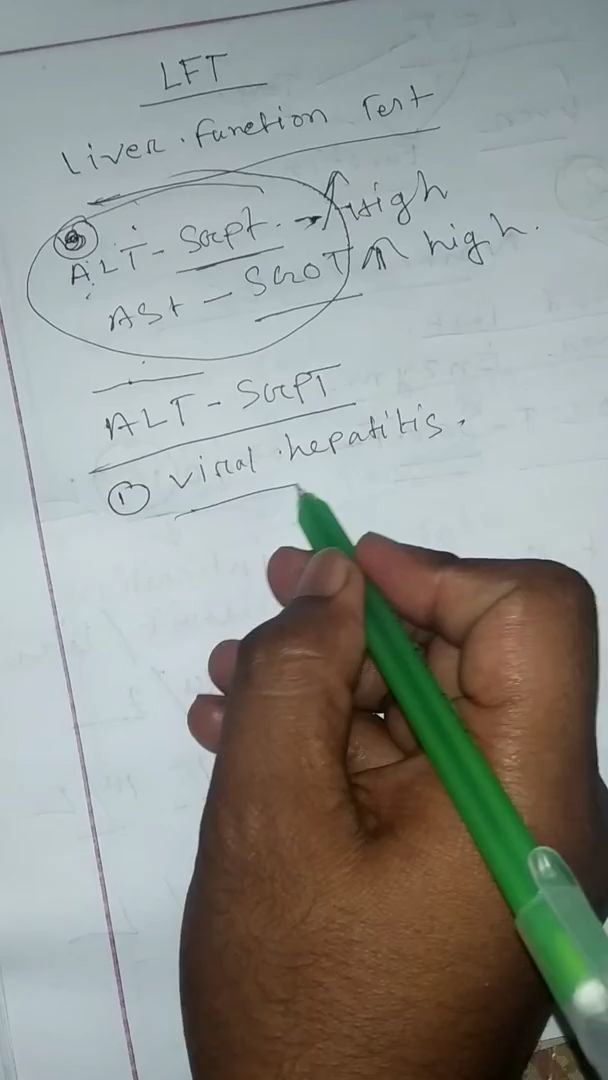 LFT
Liver Function Test
ALT - SGPT → ↑ High
AST - SGOT ↑ high.
ALT - SGPT
① Viral hepatitis.